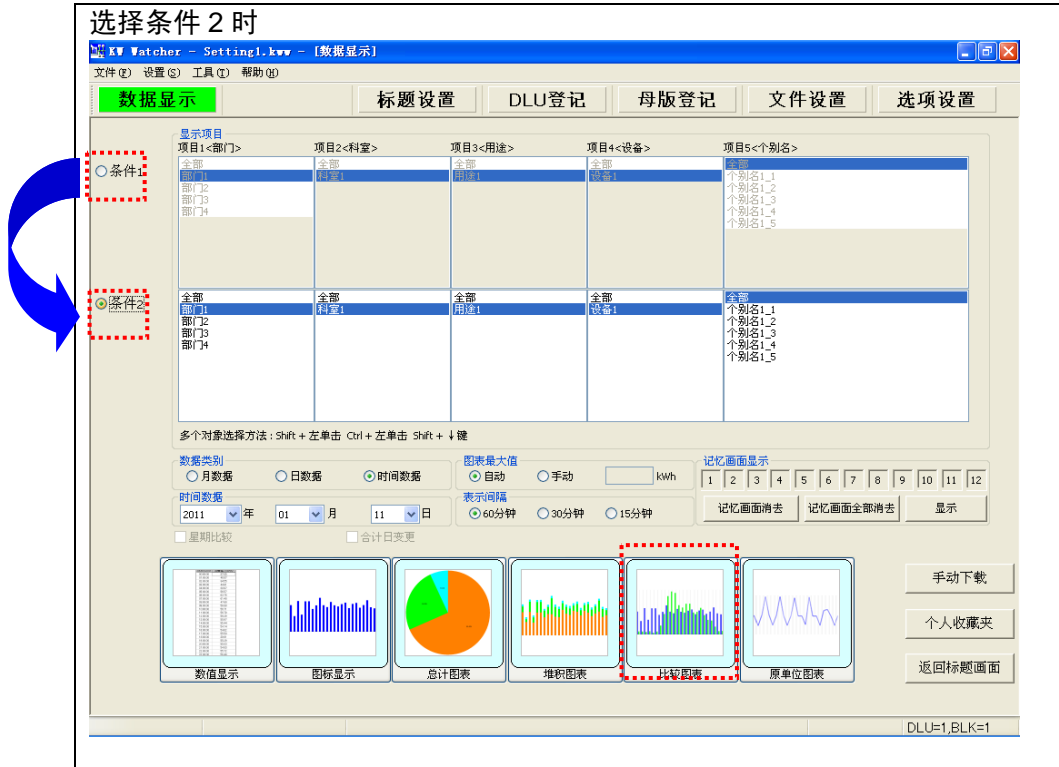 选择条件 2 时
KW Watcher - Setting1.kww - [数据显示]
文件(F) 设置(S) 工具(T) 帮助(H)
数据显示 标题设置 DLU登记 母版登记 文件设置 选项设置
显示项目
项目1<部门> 项目2<科室> 项目3<用途> 项目4<设备> 项目5<个别名>
条件1
全部 全部 全部 全部 全部
部门1 科室1 用途1 设备1 个别名1_1
部门2 个别名1_2
部门3 个别名1_3
部门4 个别名1_4
个别名1_5
条件2
全部 全部 全部 全部 全部
部门1 科室1 用途1 设备1 个别名1_1
部门2 个别名1_2
部门3 个别名1_3
部门4 个别名1_4
个别名1_5
多个对象选择方法:Shift + 左单击 Ctrl + 左单击 Shift + ↓健
数据类别 图表最大值 记忆画面显示
月数据 日数据 时间数据 自动 手动 kWh 1 2 3 4 5 6 7 8 9 10 11 12
时间数据 表示间隔
2011 年 01 月 11 日 60分钟 30分钟 15分钟 记忆画面消去 记忆画面全部消去 显示
星期比较 合计日变更
手动下载
个人收藏夹
返回标题画面
数值显示 图标显示 总计图表 堆积图表 比较图表 原单位图表
DLU=1,BLK=1